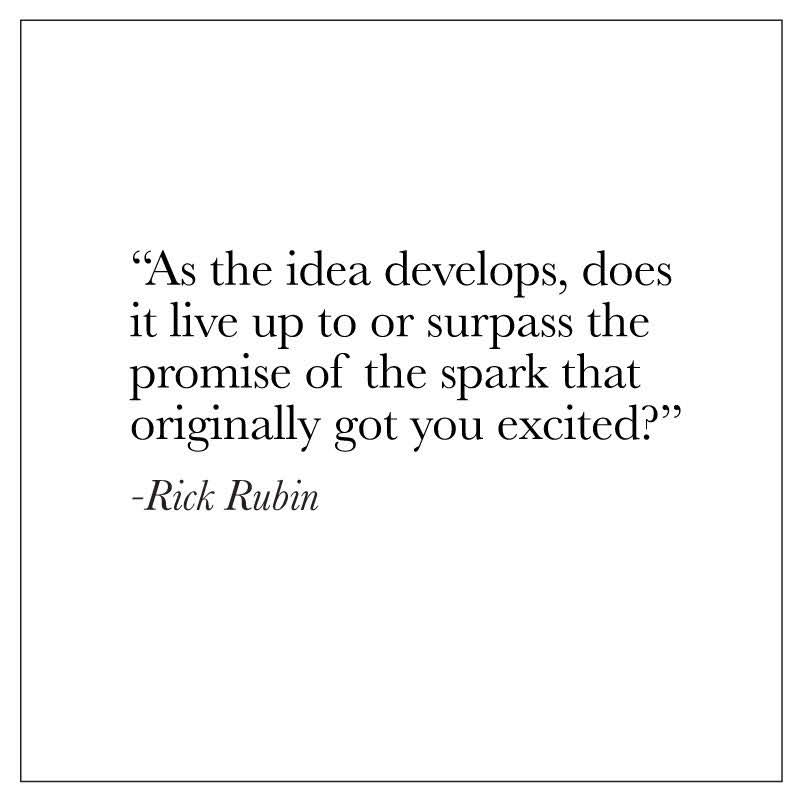 “As the idea develops, does
it live up to or surpass the
promise of the spark that
originally got you excited?”
-Rick Rubin